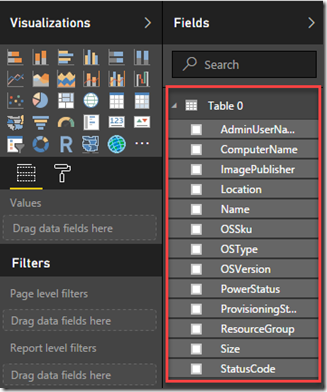 Visualizations
Fields
Search
Table 0
AdminUserNa...
ComputerName
ImagePublisher
Location
Name
OSSku
OSType
OSVersion
PowerStatus
ProvisioningSt...
ResourceGroup
Size
StatusCode
R
123
...
Values
Drag data fields here
Filters
Page level filters
Drag data fields here
Report level filters
Drag data fields here